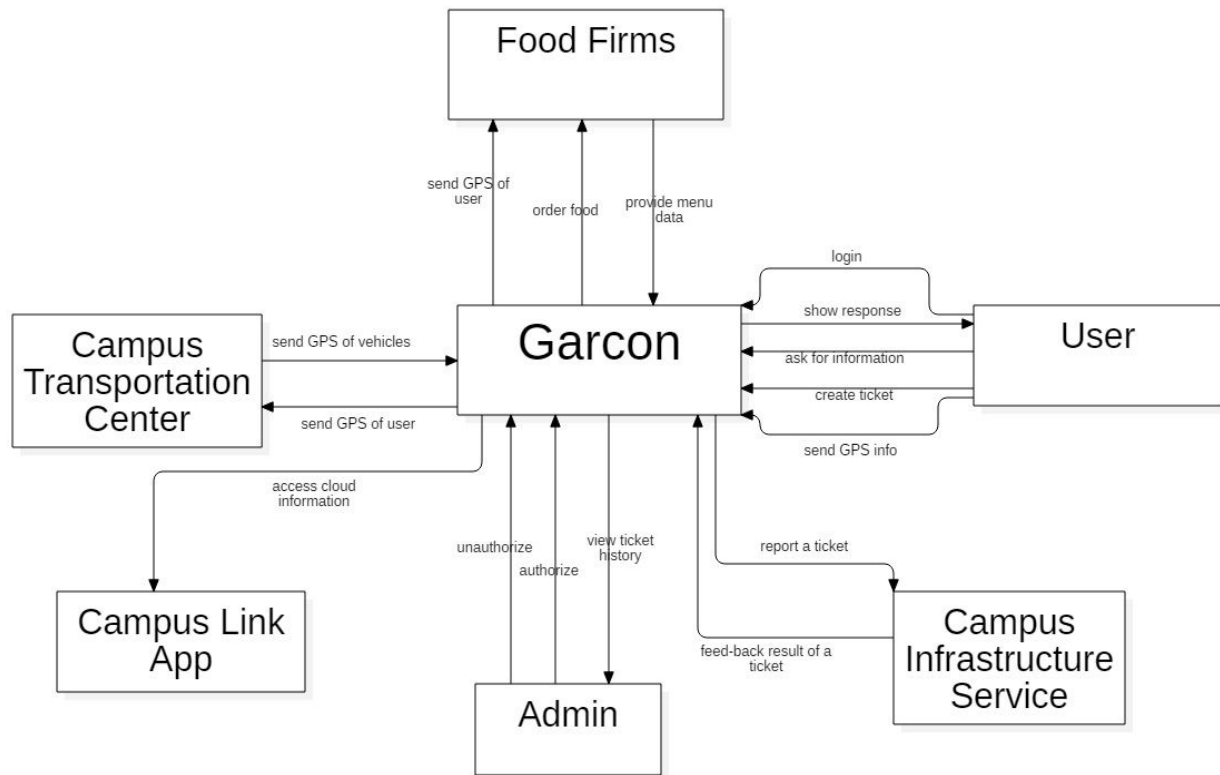 Food Firms
send GPS of
user
order food
provide menu
data
login
show response
Garcon
User
Campus
Transportation
Center
send GPS of vehicles
ask for information
create ticket
send GPS of user
send GPS info
access cloud
information
unauthorize
authorize
view ticket
history
report a ticket
Campus Link
App
Campus
Infrastructure
Service
feed-back result of a
ticket
Admin